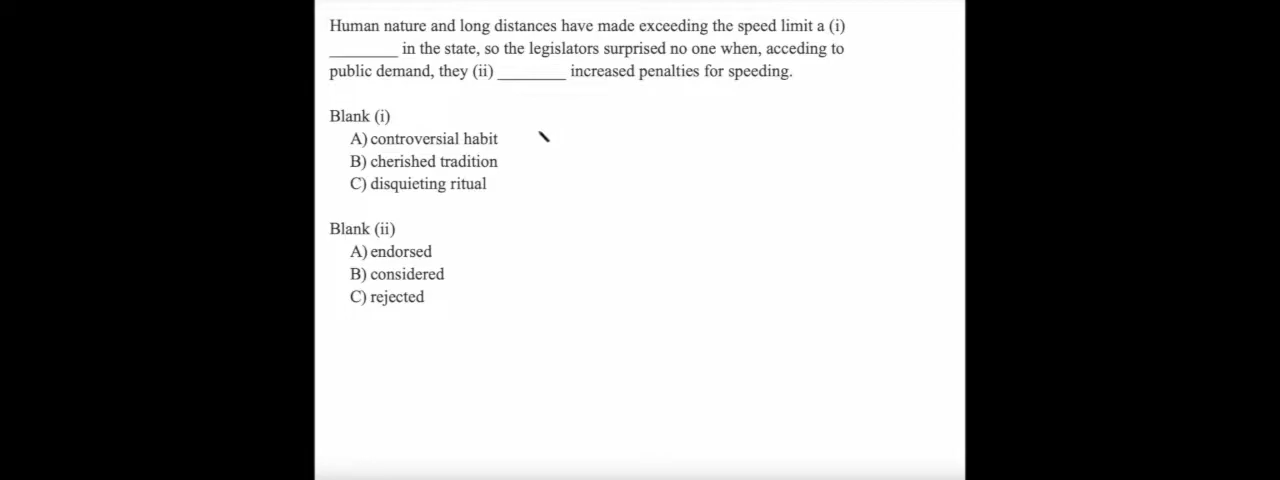 Human nature and long distances have made exceeding the speed limit a (i)
________ in the state, so the legislators surprised no one when, acceding to
public demand, they (ii) ________ increased penalties for speeding.
Blank (i)
A) controversial habit
B) cherished tradition
C) disquieting ritual
Blank (ii)
A) endorsed
B) considered
C) rejected